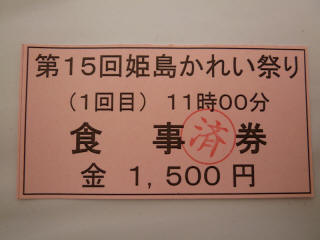 第15回姫島かれい祭り
(1回目) 11時00分
食事券
済
金 1,500円